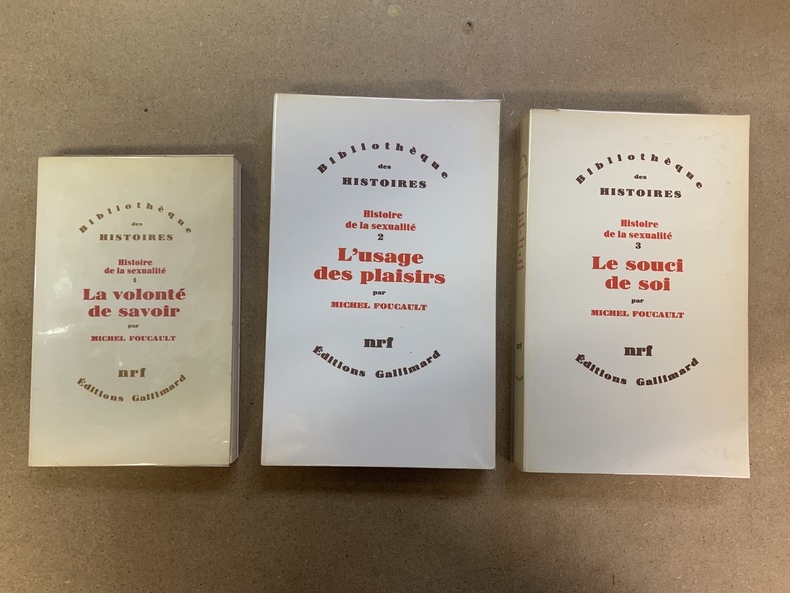 Bibliothèque
des
HISTOIRES
Histoire
de la sexualité
1
La volonté
de savoir
par
MICHEL FOUCAULT
nrf
Éditions Gallimard
Bibliothèque
des
HISTOIRES
Histoire
de la sexualité
2
L'usage
des plaisirs
par
MICHEL FOUCAULT
nrf
Éditions Gallimard
Bibliothèque
des
HISTOIRES
Histoire
de la sexualité
3
Le souci
de soi
par
MICHEL FOUCAULT
nrf
Éditions Gallimard